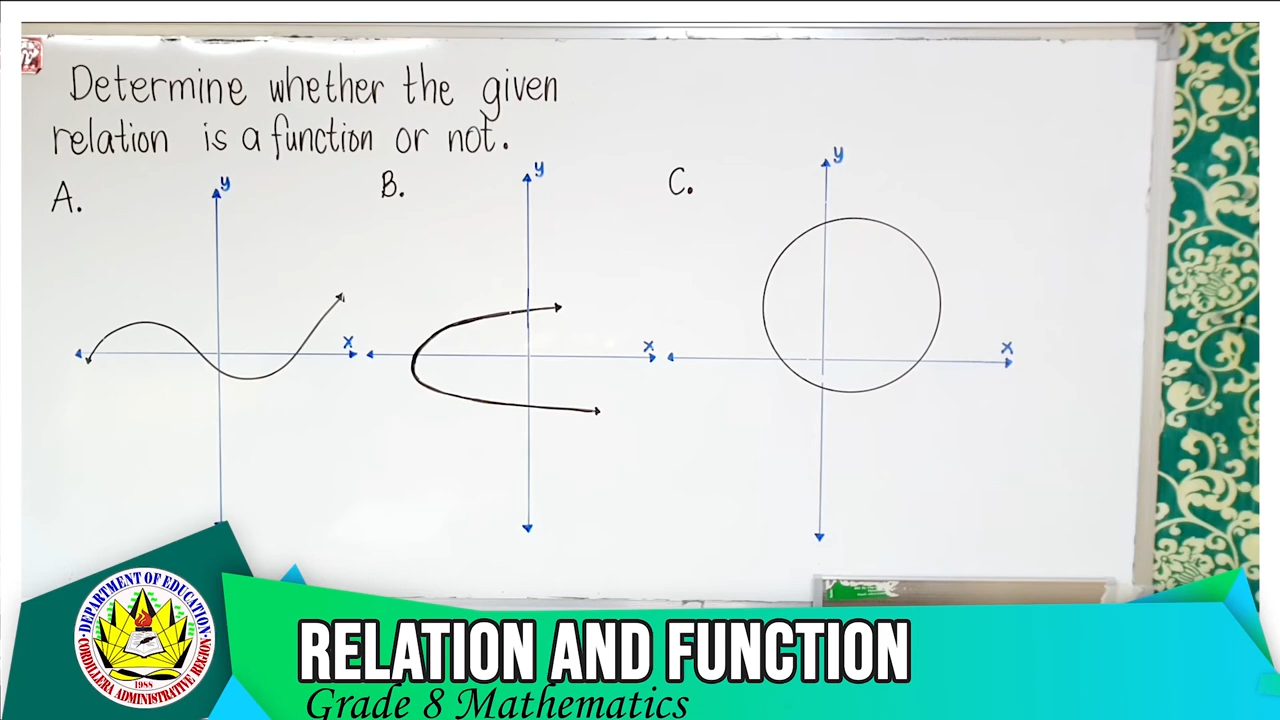 Determine whether the given
relation is a function or not.
A.
y
x
B.
y
x
C.
y
x
DEPARTMENT OF EDUCATION
CORDILLERA ADMINISTRATIVE REGION
1988
RELATION AND FUNCTION
Grade 8 Mathematics